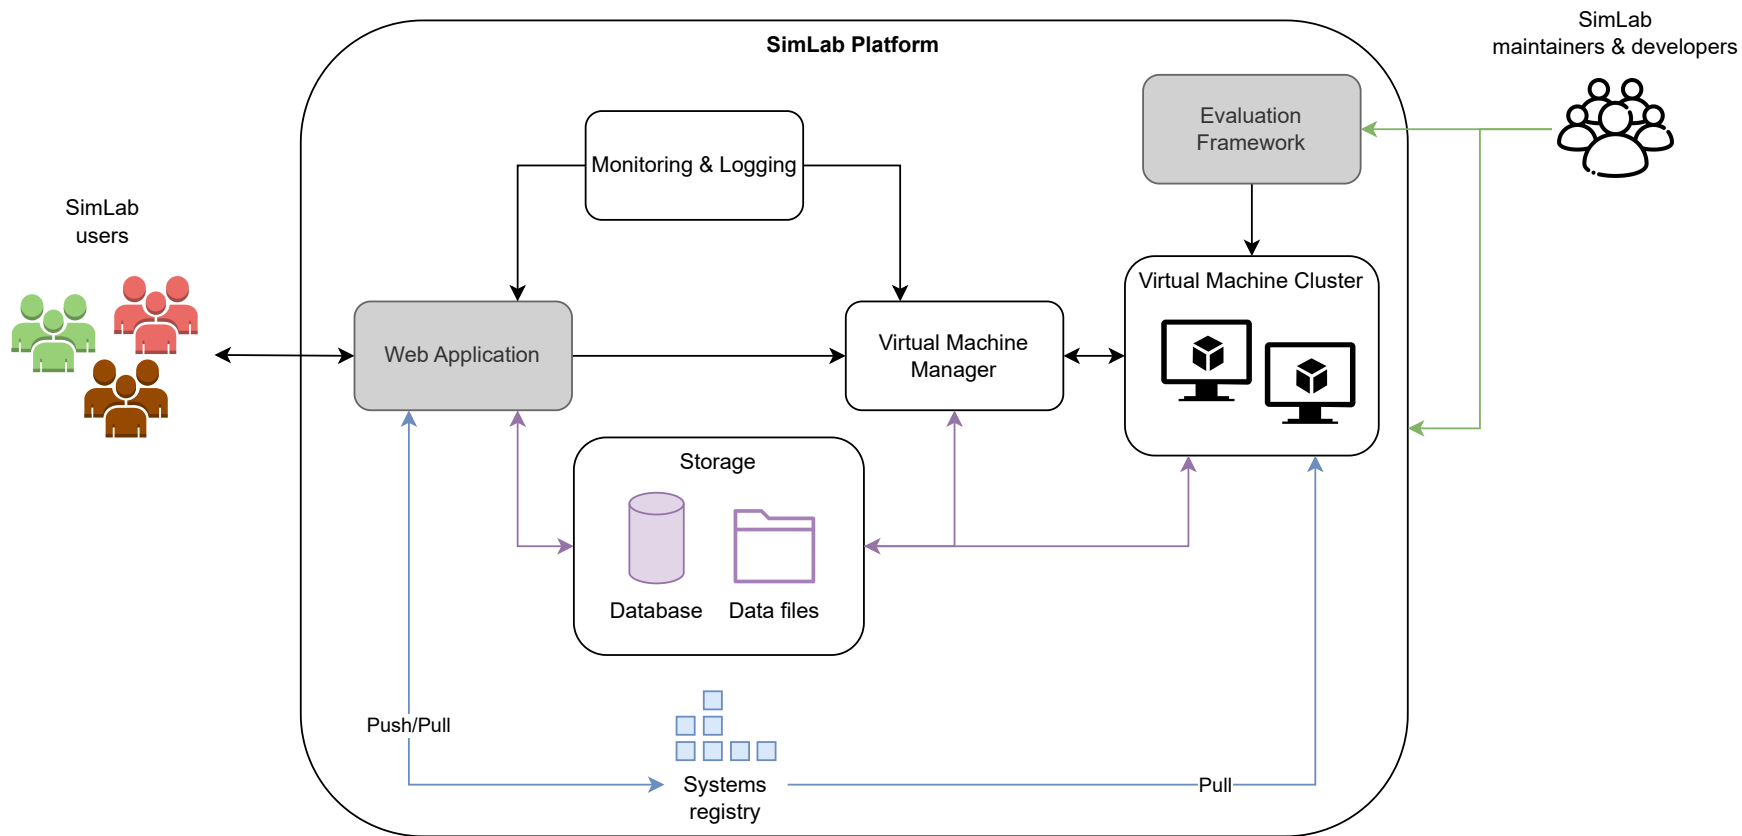 SimLab Platform
SimLab
maintainers & developers
Evaluation
Framework
Monitoring & Logging
SimLab
users
Virtual Machine Cluster
Web Application
Virtual Machine
Manager
Storage
Database
Data files
Push/Pull
Systems
registry
Pull